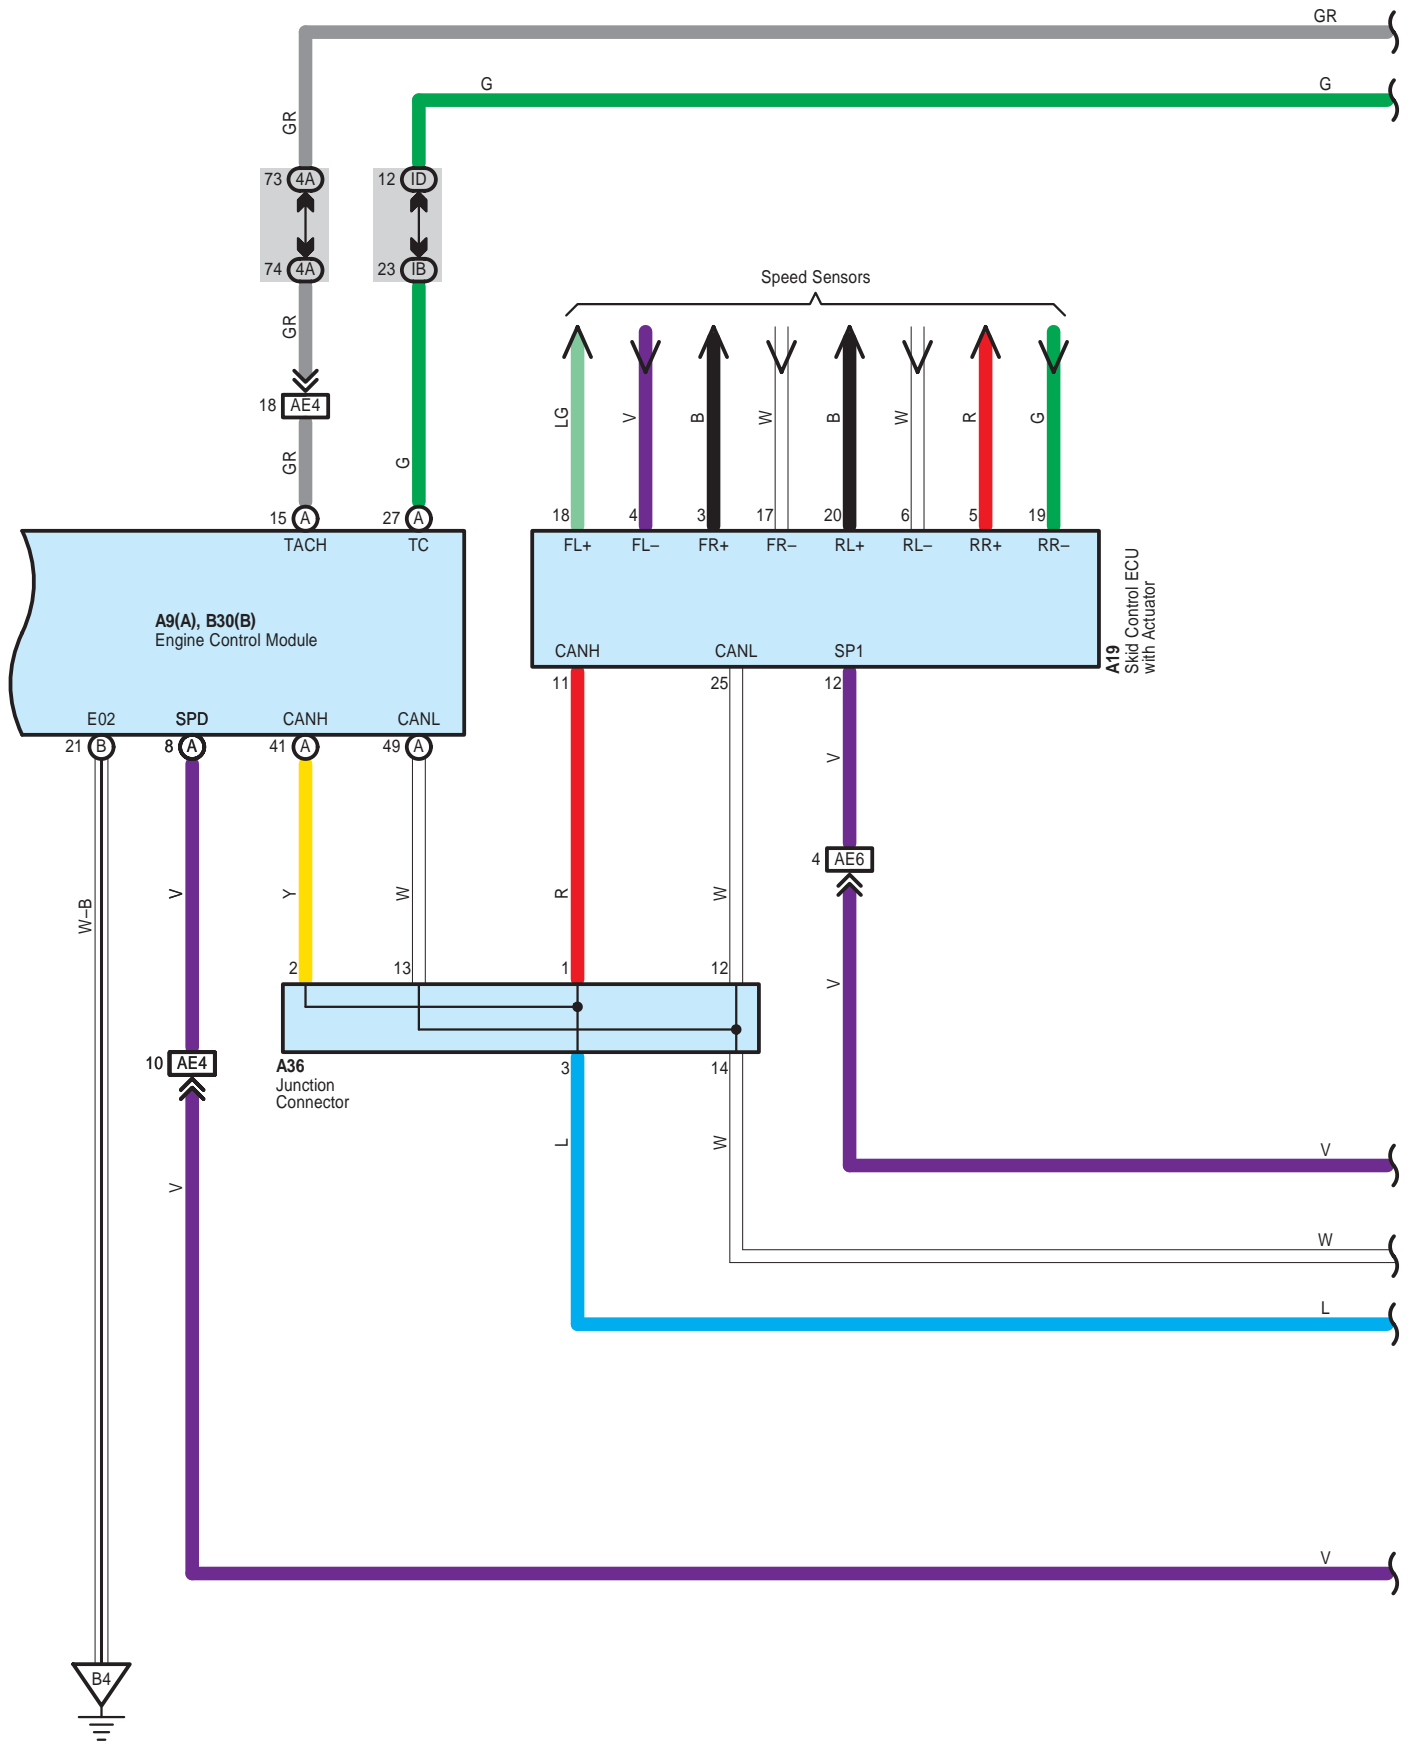 GR
G G
GR
73 4A 12 ID
74 4A 23 IB
Speed Sensors
GR
18 AE4
LG V B W B W R G
GR G
15 A 27 A 18 4 3 17 20 6 5 19
TACH TC FL+ FL– FR+ FR– RL+ RL– RR+ RR–
A9(A), B30(B)
Engine Control Module
A19
Skid Control ECU
with Actuator
CANH CANL SP1
11 25 12
E02 SPD CANH CANL
21 B 8 A 41 A 49 A
V
4 AE6
W–B V Y W R W
2 13 1 12
V
10 AE4
A36
Junction
Connector
3 14
L W V
V
W
L
V
B4